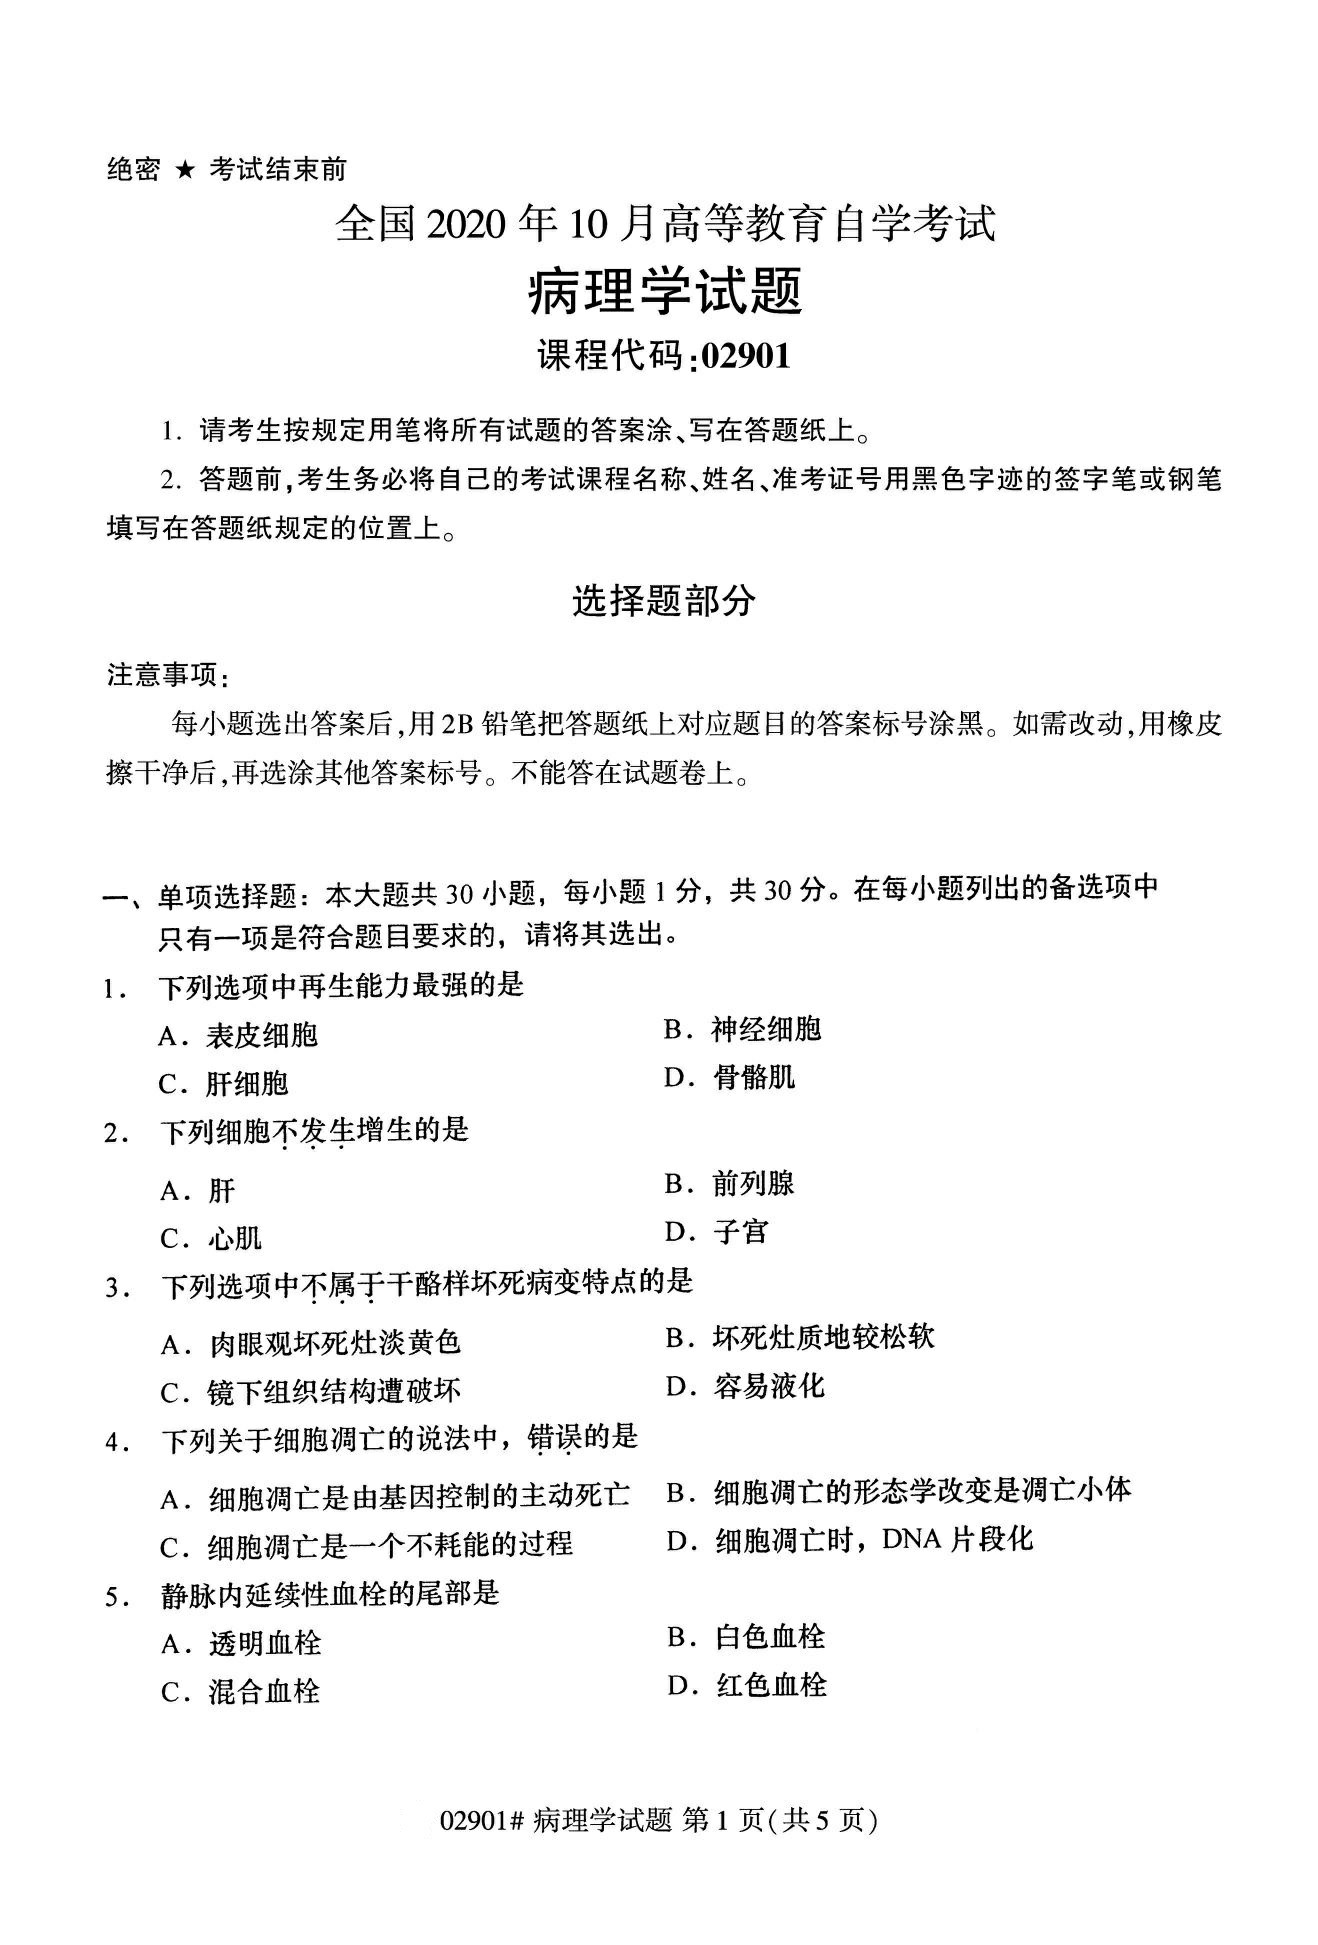 绝密 ★ 考试结束前
全国 2020 年 10 月高等教育自学考试
病理学试题
课程代码:02901
1. 请考生按规定用笔将所有试题的答案涂、写在答题纸上。
2. 答题前,考生务必将自己的考试课程名称、姓名、准考证号用黑色字迹的签字笔或钢笔
填写在答题纸规定的位置上。
选择题部分
注意事项:
每小题选出答案后,用 2B 铅笔把答题纸上对应题目的答案标号涂黑。如需改动,用橡皮
擦干净后,再选涂其他答案标号。不能答在试题卷上。
一、单项选择题：本大题共 30 小题，每小题 1 分，共 30 分。在每小题列出的备选项中
只有一项是符合题目要求的，请将其选出。
1. 下列选项中再生能力最强的是
A. 表皮细胞 B. 神经细胞
C. 肝细胞 D. 骨骼肌
2. 下列细胞不发生增生的是
A. 肝 B. 前列腺
C. 心肌 D. 子宫
3. 下列选项中不属于干酪样坏死病变特点的是
A. 肉眼观坏死灶淡黄色 B. 坏死灶质地较松软
C. 镜下组织结构遭破坏 D. 容易液化
4. 下列关于细胞凋亡的说法中，错误的是
A. 细胞凋亡是由基因控制的主动死亡 B. 细胞凋亡的形态学改变是凋亡小体
C. 细胞凋亡是一个不耗能的过程 D. 细胞凋亡时，DNA 片段化
5. 静脉内延续性血栓的尾部是
A. 透明血栓 B. 白色血栓
C. 混合血栓 D. 红色血栓
02901# 病理学试题 第 1 页(共 5 页)